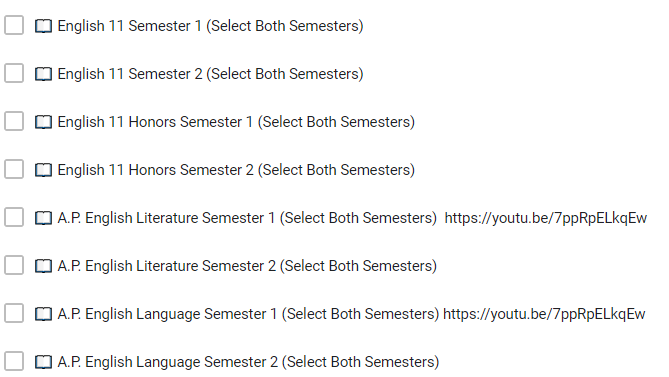 English 11 Semester 1 (Select Both Semesters)
English 11 Semester 2 (Select Both Semesters)
English 11 Honors Semester 1 (Select Both Semesters)
English 11 Honors Semester 2 (Select Both Semesters)
A.P. English Literature Semester 1 (Select Both Semesters) https://youtu.be/7ppRpELkqEw
A.P. English Literature Semester 2 (Select Both Semesters)
A.P. English Language Semester 1 (Select Both Semesters) https://youtu.be/7ppRpELkqEw
A.P. English Language Semester 2 (Select Both Semesters)